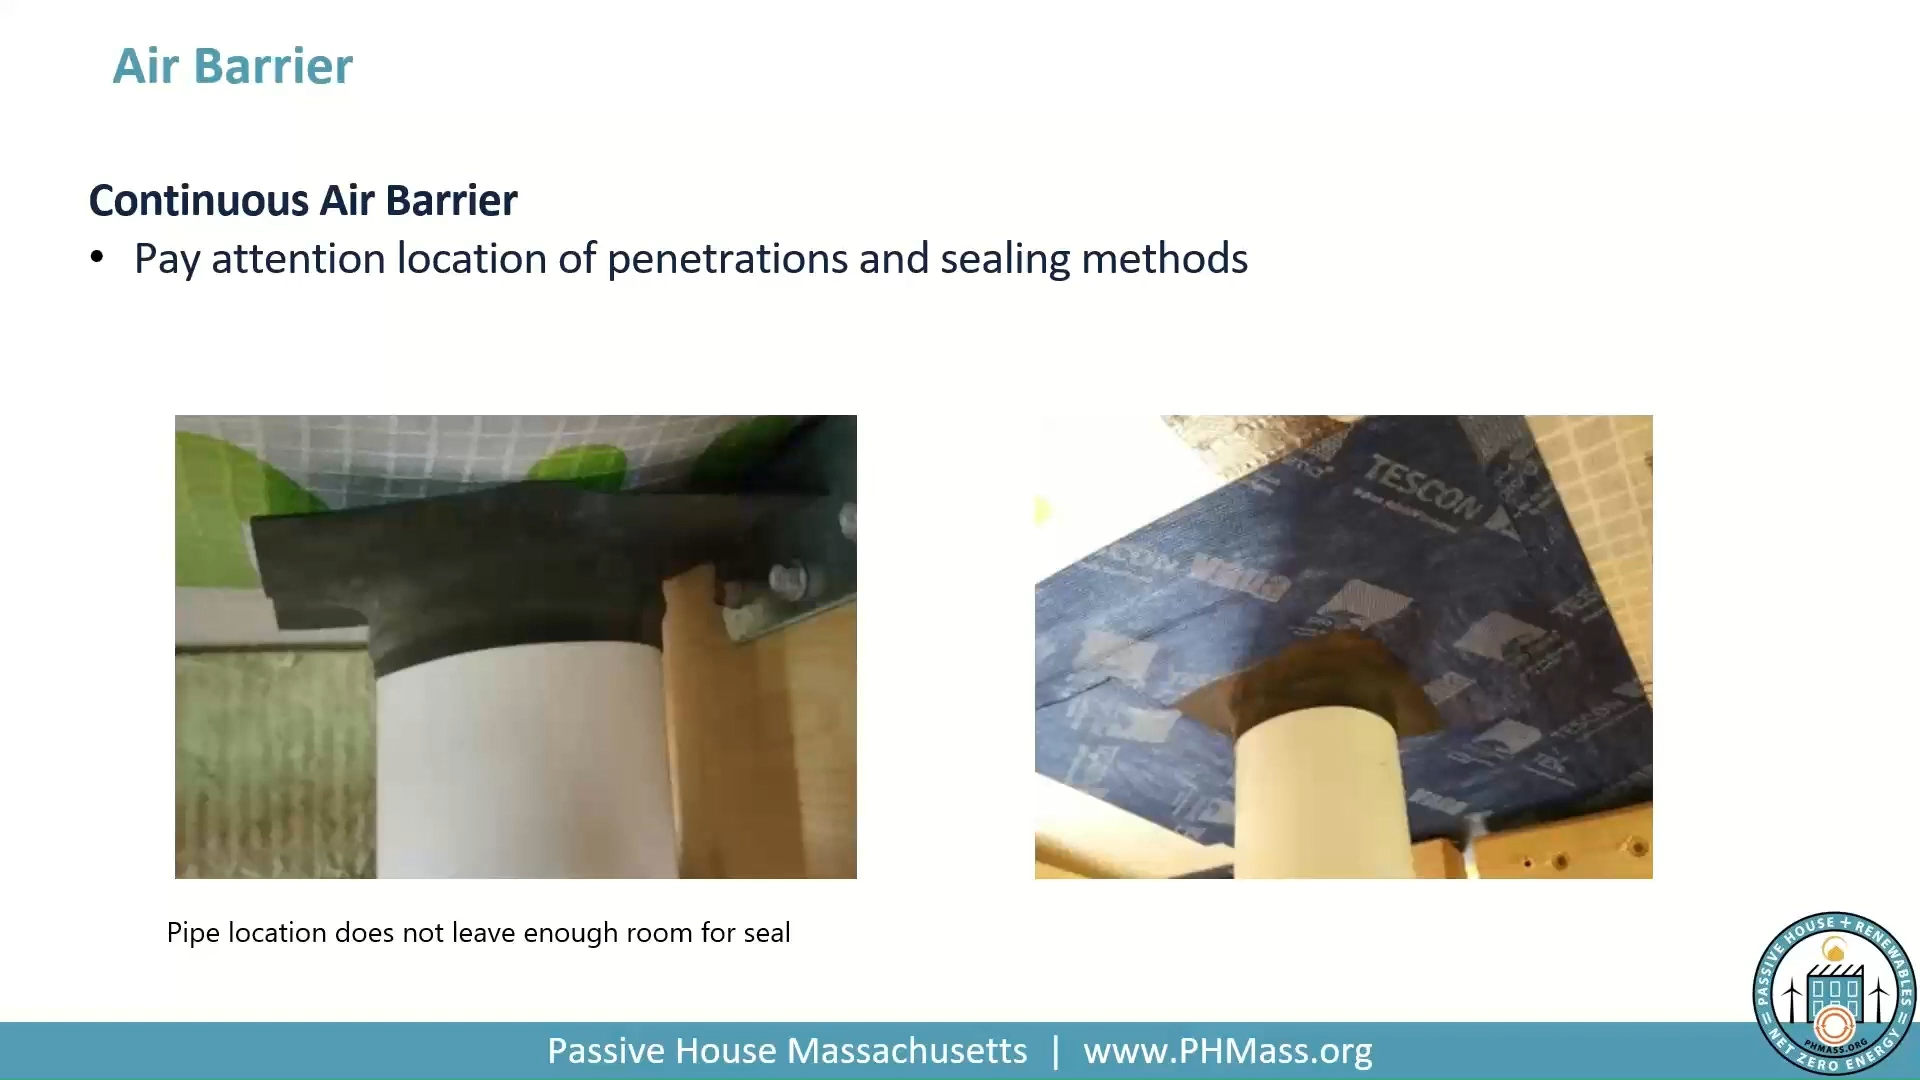 Air Barrier
Continuous Air Barrier
• Pay attention location of penetrations and sealing methods
TESCON
TESCON
Pipe location does not leave enough room for seal
PASSIVE HOUSE + RENEWABLES
= NET ZERO ENERGY =
PHMASS.ORG
Passive House Massachusetts | www.PHMass.org